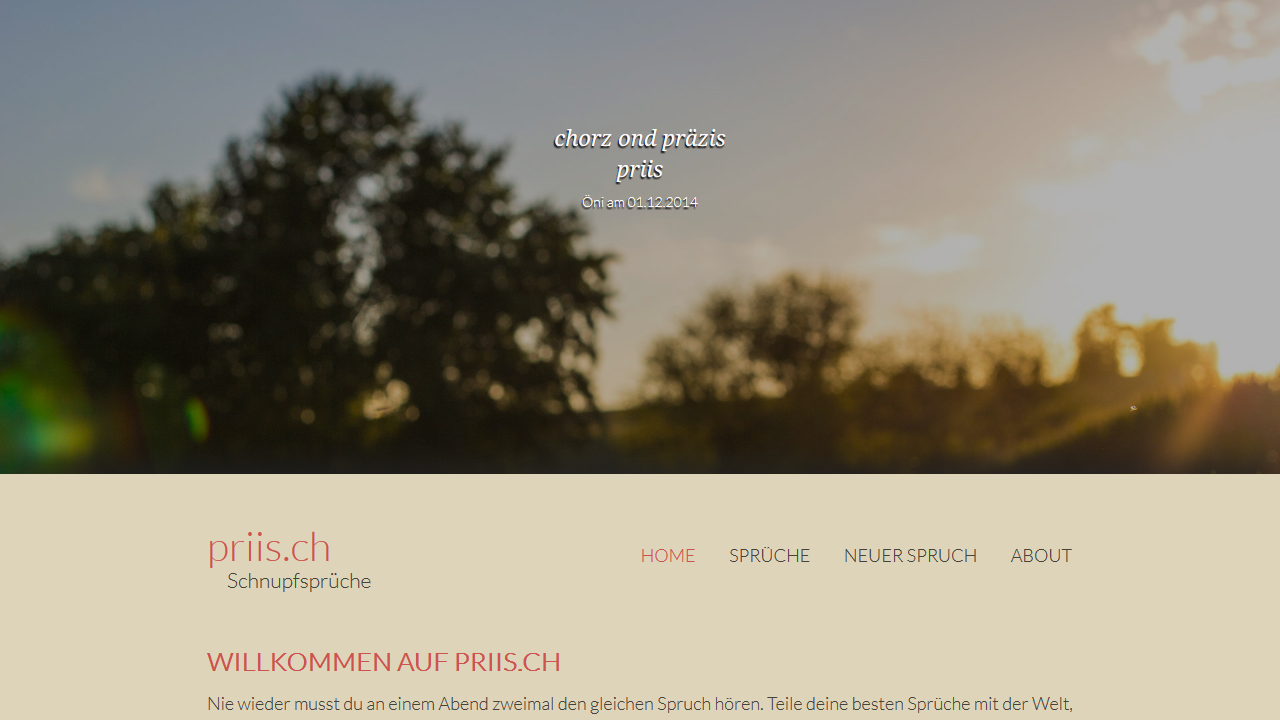 chorz ond präzis
priis
Öni am 01.12.2014
priis.ch
Schnupfsprüche
HOME SPRÜCHE NEUER SPRUCH ABOUT
WILLKOMMEN AUF PRIIS.CH
Nie wieder musst du an einem Abend zweimal den gleichen Spruch hören. Teile deine besten Sprüche mit der Welt,